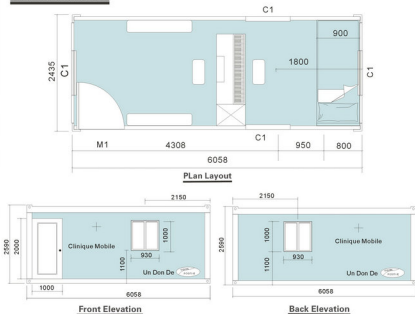 C1
900
2435
C1
1800
C1
M1
4308
C1
950
800
6058
PLan Layout
2150
2590
2000
Clinique Mobile
1000
930
1100
Un Don De
1000
6058
Front Elevation
2150
2590
1000
930
Clinique Mobile
1100
Un Don De
6058
Back Elevation